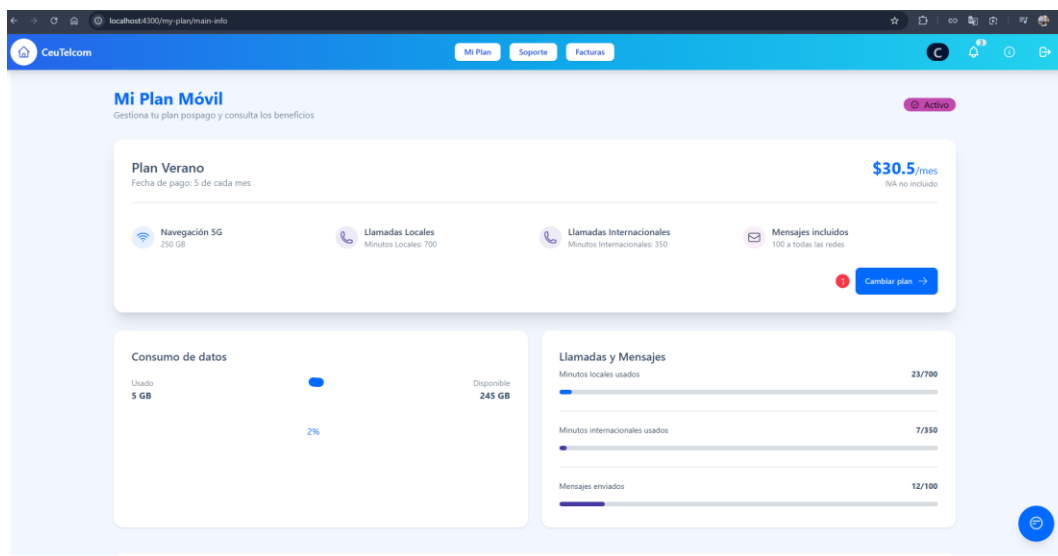 localhost:4300/my-plan/main-info
CeuTelcom
Mi Plan
Soporte
Facturas
C
3
Mi Plan Móvil
Gestiona tu plan pospago y consulta los beneficios
Activo
Plan Verano
Fecha de pago: 5 de cada mes
$30.5/mes
IVA no incluido
Navegación 5G
250 GB
Llamadas Locales
Minutos Locales: 700
Llamadas Internacionales
Minutos Internacionales: 350
Mensajes incluidos
100 a todas las redes
1
Cambiar plan →
Consumo de datos
Usado
5 GB
Disponible
245 GB
2%
Llamadas y Mensajes
Minutos locales usados
23/700
Minutos internacionales usados
7/350
Mensajes enviados
12/100